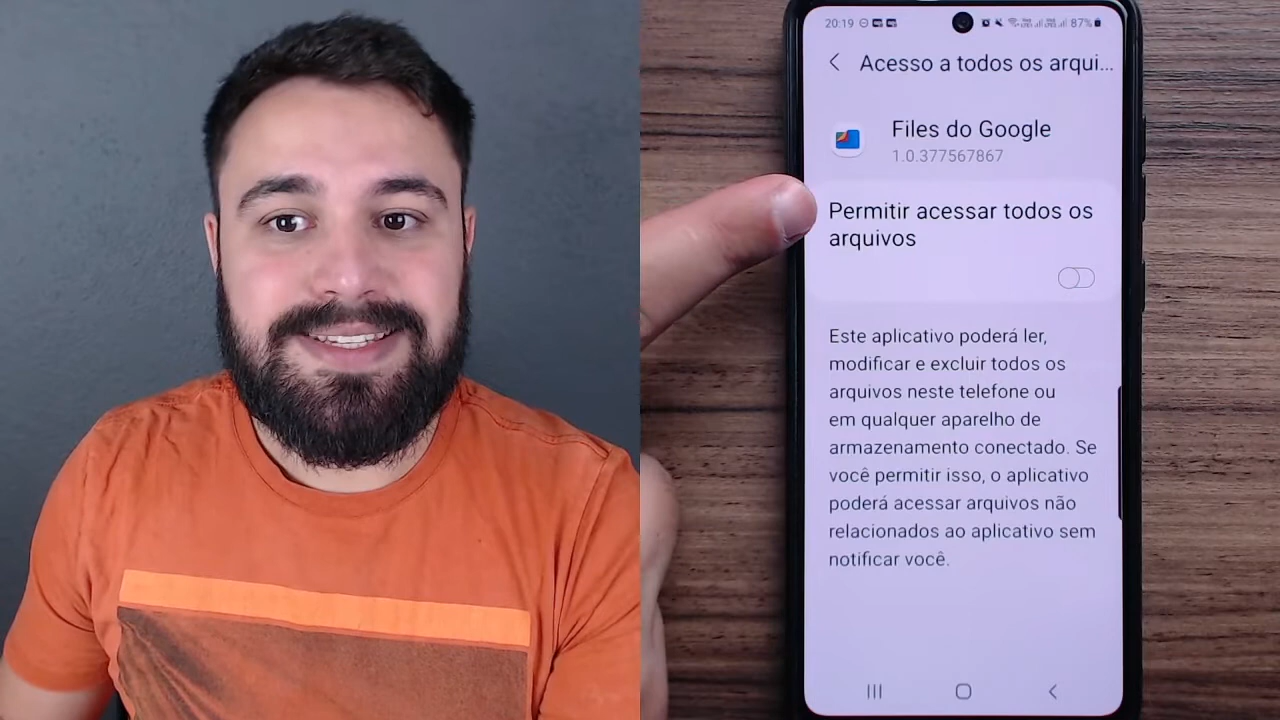 20:19
87%
Acesso a todos os arqui...
Files do Google
1.0.377567867
Permitir acessar todos os
arquivos
Este aplicativo poderá ler,
modificar e excluir todos os
arquivos neste telefone ou
em qualquer aparelho de
armazenamento conectado. Se
você permitir isso, o aplicativo
poderá acessar arquivos não
relacionados ao aplicativo sem
notificar você.